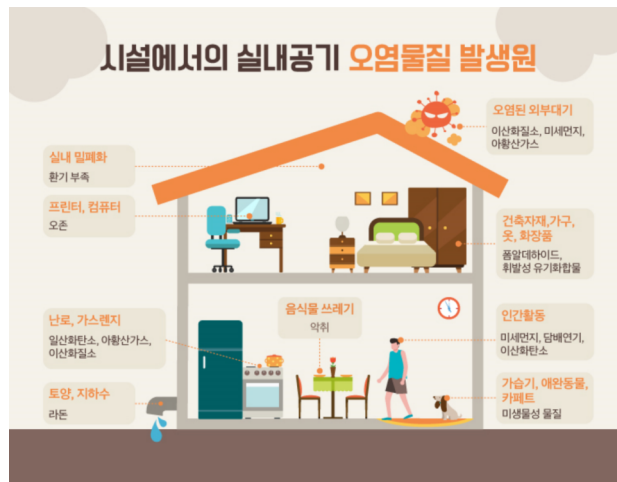 시설에서의 실내공기 오염물질 발생원
오염된 외부대기
이산화질소, 미세먼지,
아황산가스
실내 밀폐화
환기 부족
프린터, 컴퓨터
오존
건축자재,가구,
옷, 화장품
폼알데하이드,
휘발성 유기화합물
난로, 가스렌지
일산화탄소, 아황산가스,
이산화질소
음식물 쓰레기
악취
인간활동
미세먼지, 담배연기,
이산화탄소
토양, 지하수
라돈
가습기, 애완동물,
카페트
미생물성 물질